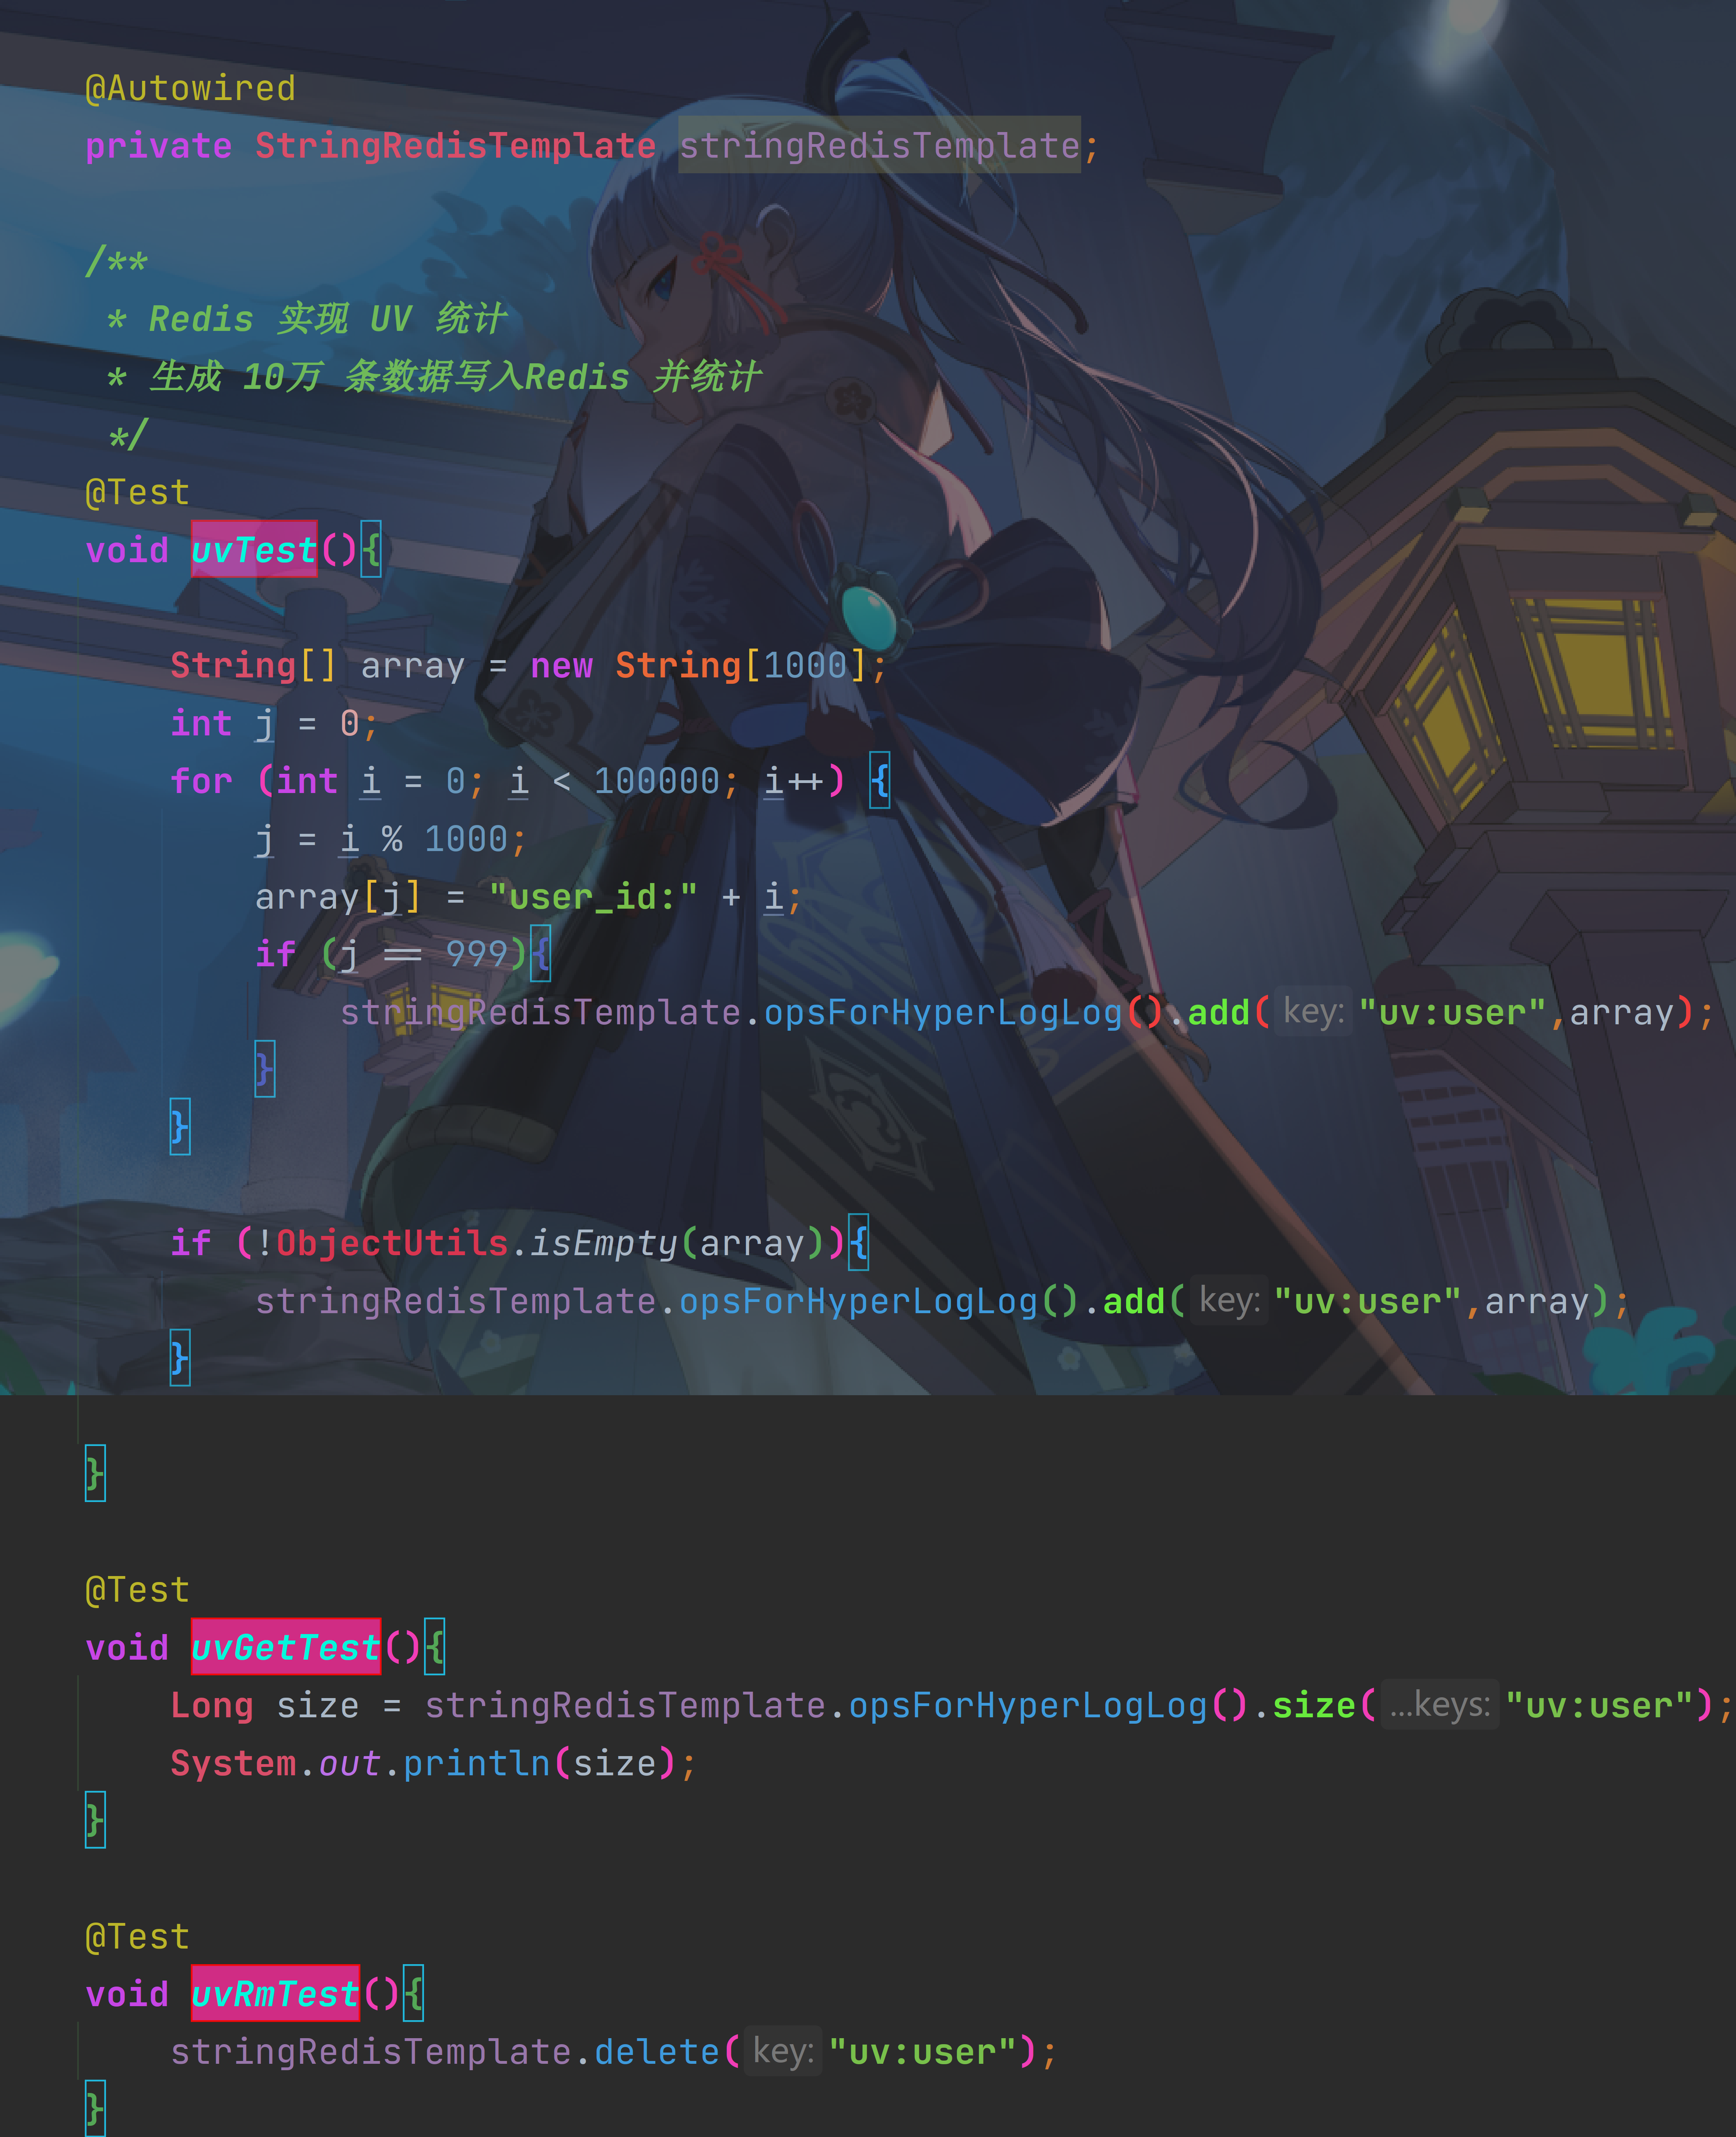 @Autowired
private StringRedisTemplate stringRedisTemplate;
/**
 * Redis 实现 UV 统计
 * 生成 10万 条数据写入Redis 并统计
 */
@Test
void uvTest(){
    String[] array = new String[1000];
    int j = 0;
    for (int i = 0; i < 100000; i++) {
        j = i % 1000;
        array[j] = "user_id:" + i;
        if (j == 999){
            stringRedisTemplate.opsForHyperLogLog().add( key: "uv:user",array);
        }
    }
    if (!ObjectUtils.isEmpty(array)){
        stringRedisTemplate.opsForHyperLogLog().add( key: "uv:user",array);
    }
}
@Test
void uvGetTest(){
    Long size = stringRedisTemplate.opsForHyperLogLog().size( ...keys: "uv:user");
    System.out.println(size);
}
@Test
void uvRmTest(){
    stringRedisTemplate.delete( key: "uv:user");
}